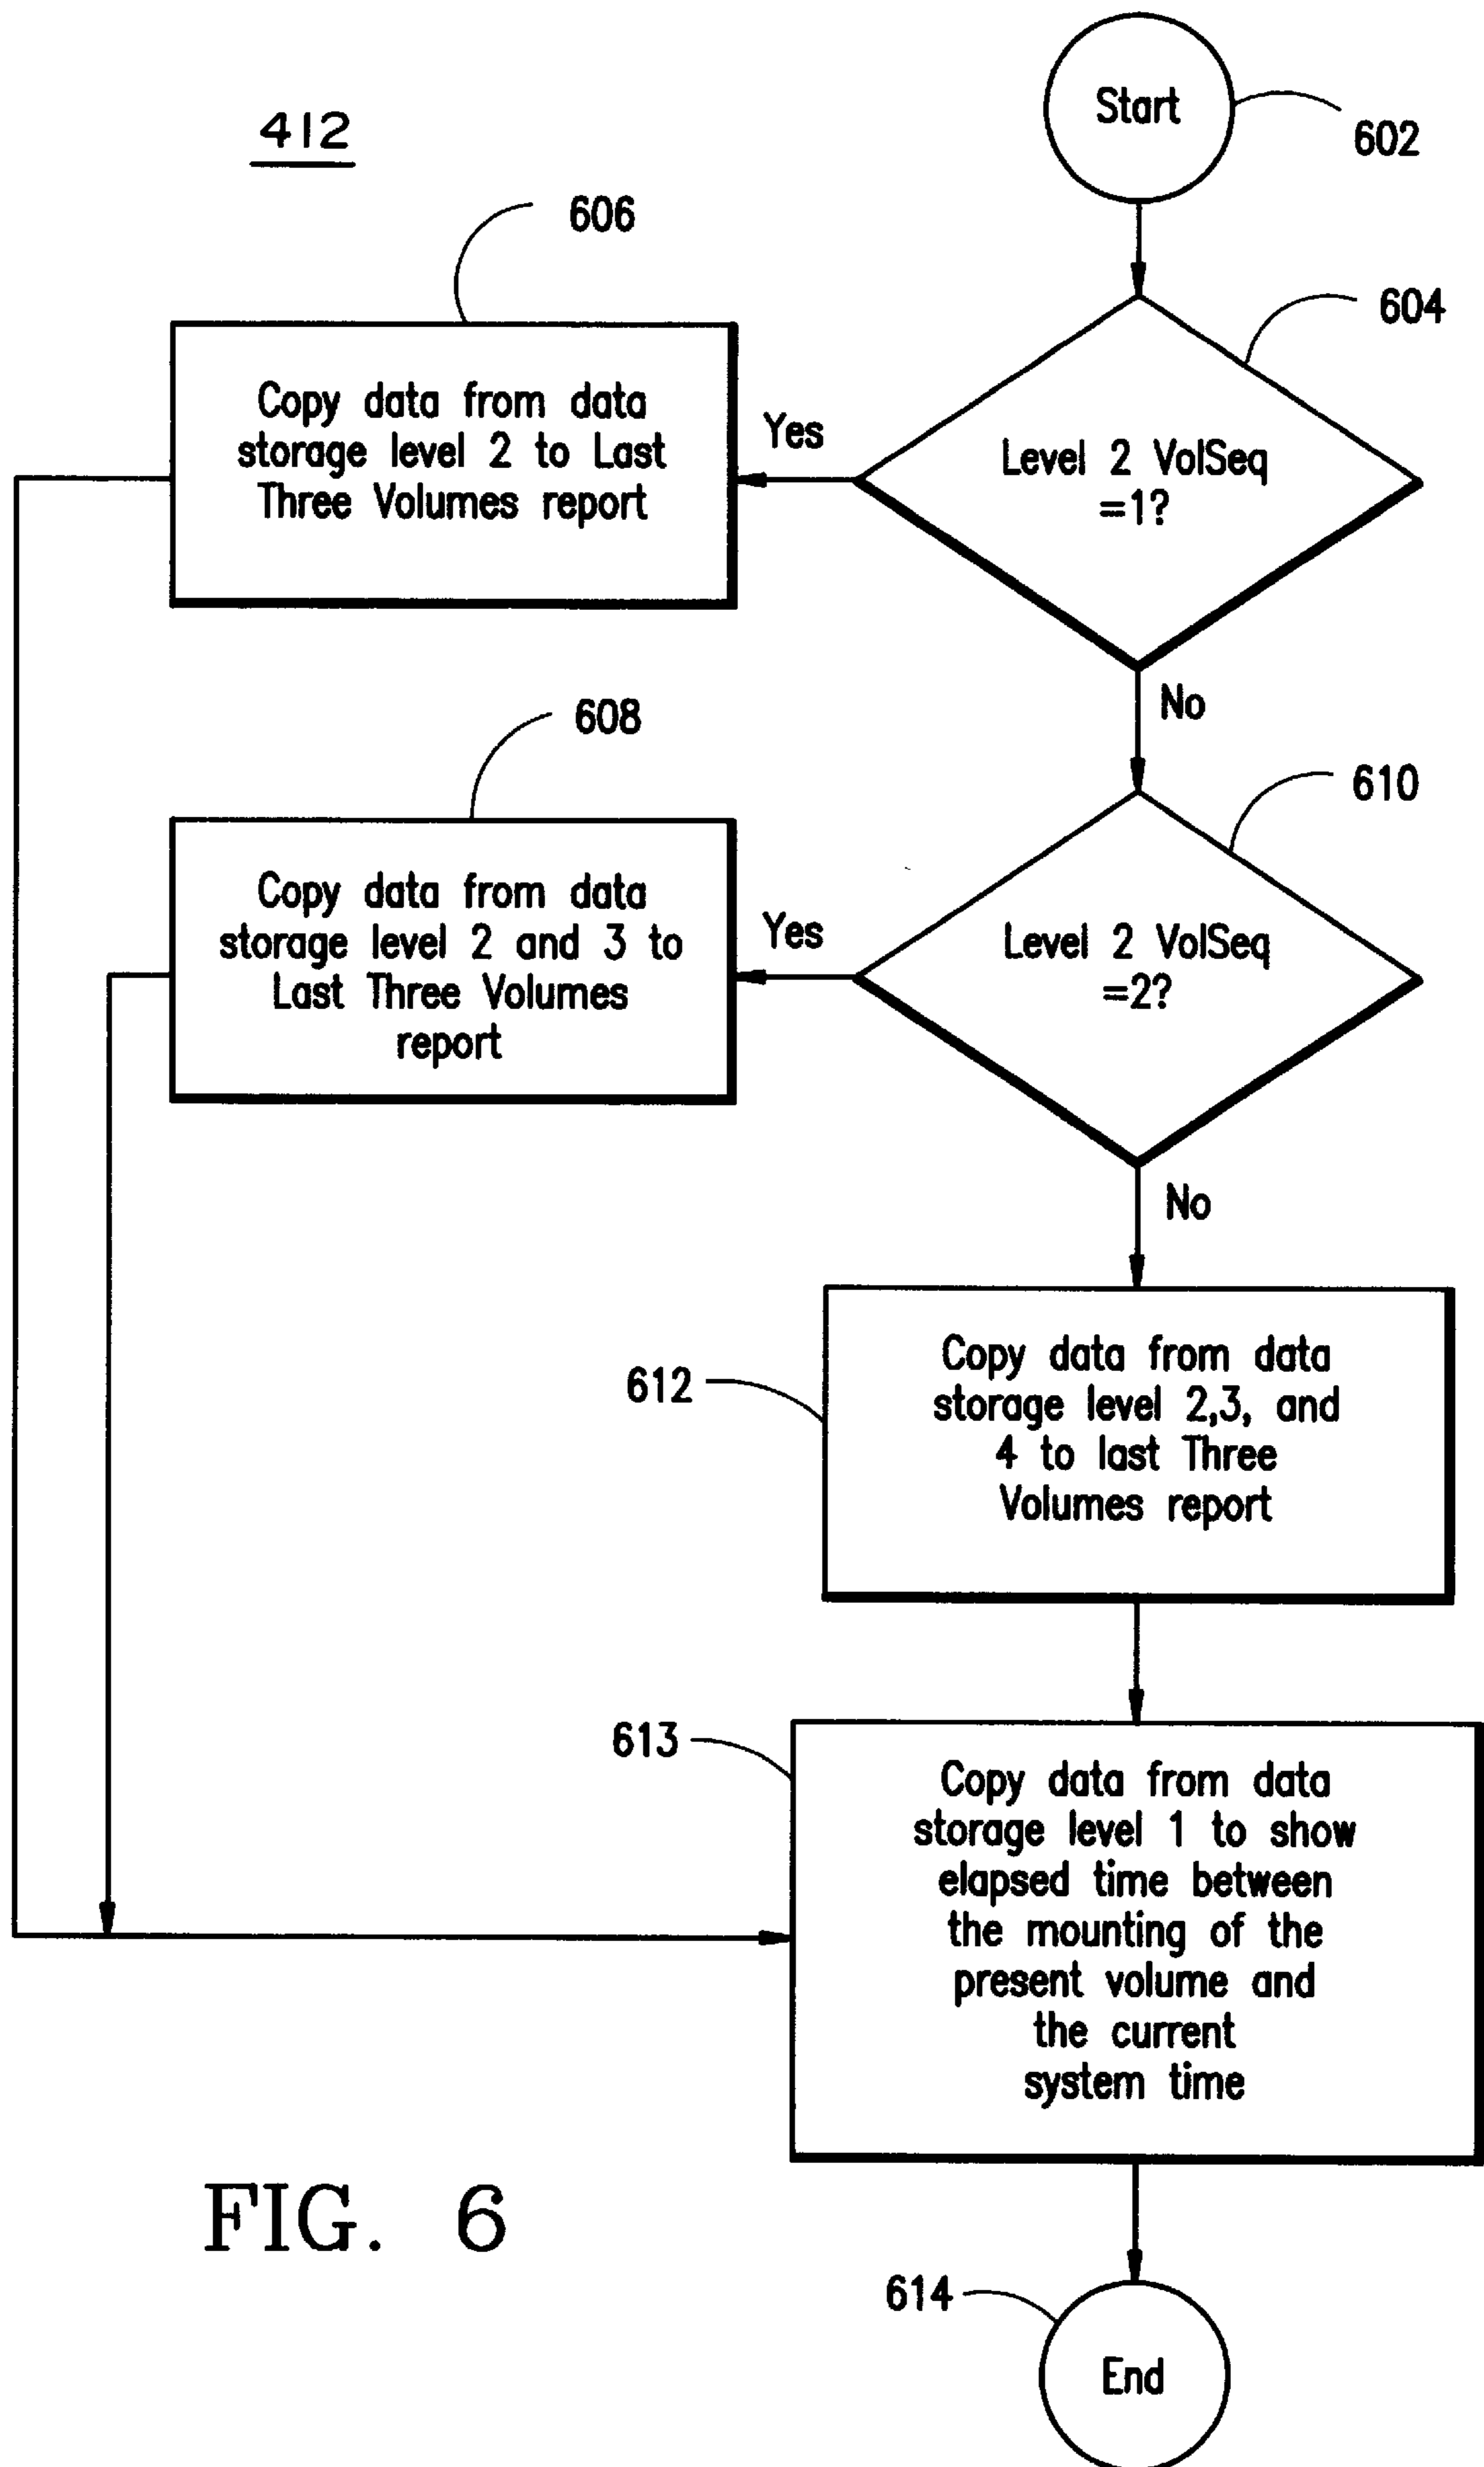 412
Start
602
606
604
Copy data from data
storage level 2 to Last
Three Volumes report
Yes
Level 2 VolSeq
=1?
No
608
610
Copy data from data
storage level 2 and 3 to
Last Three Volumes
report
Yes
Level 2 VolSeq
=2?
No
612
Copy data from data
storage level 2,3, and
4 to last Three
Volumes report
613
Copy data from data
storage level 1 to show
elapsed time between
the mounting of the
present volume and
the current
system time
FIG. 6
614
End